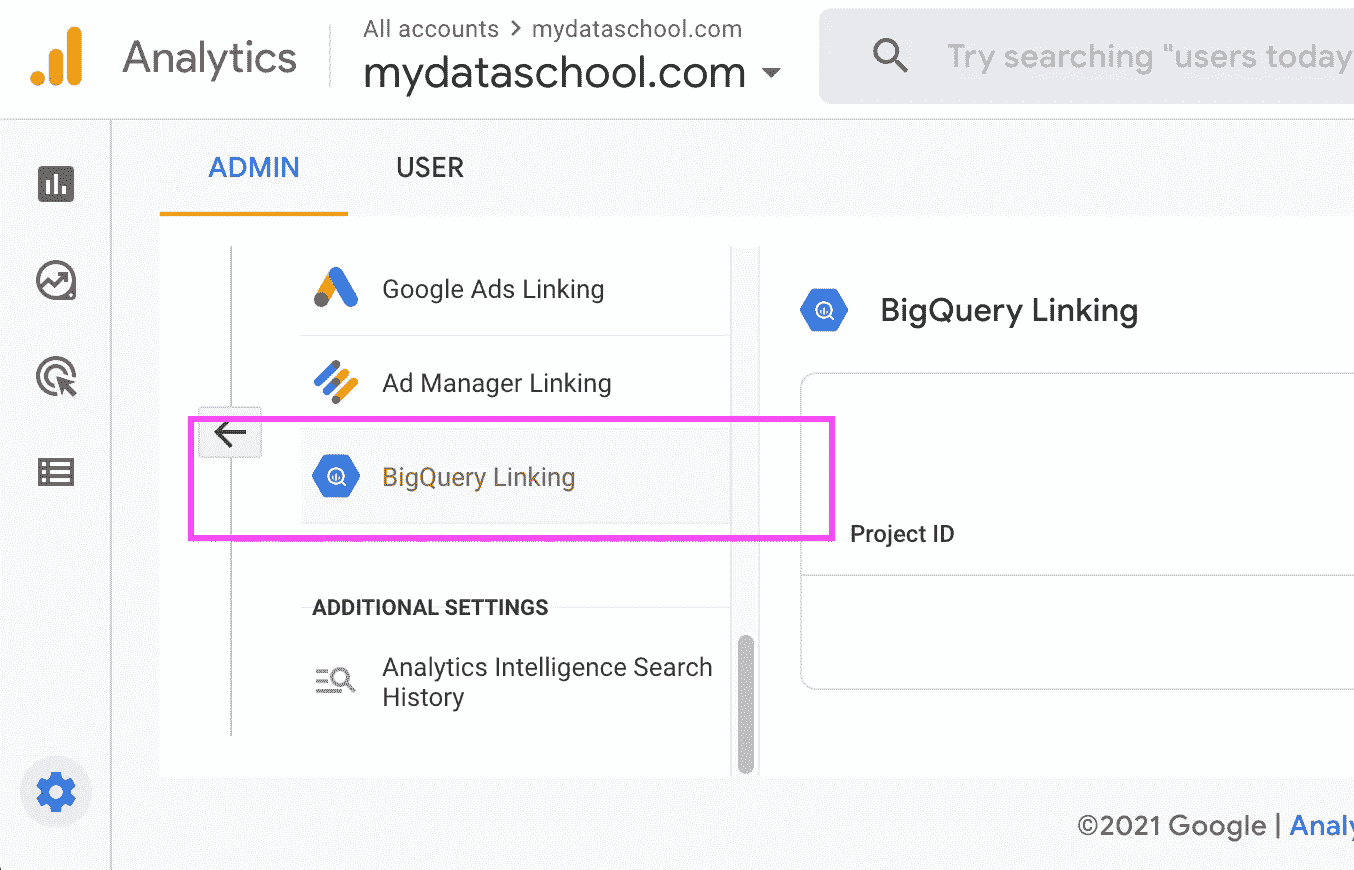 Analytics
All accounts > mydataschool.com
mydataschool.com
Try searching "users today
ADMIN
USER
Google Ads Linking
Ad Manager Linking
BigQuery Linking
ADDITIONAL SETTINGS
Analytics Intelligence Search
History
BigQuery Linking
Project ID
©2021 Google | Analy